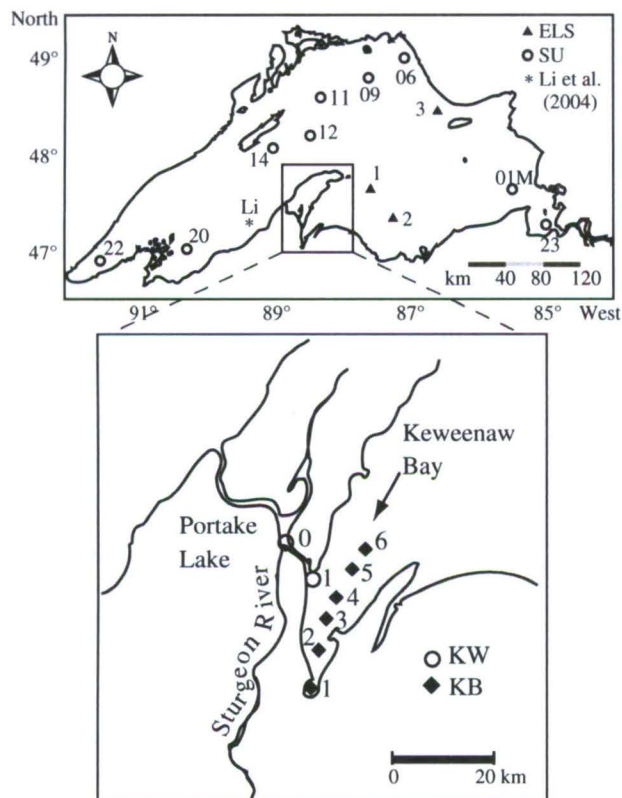 North
N
49°
48°
47°
ELS
SU
* Li et al.
(2004)
06
09
11
3
12
14
1
01M
Li
*
2
20
22
23
km 40 80 120
91° 89° 87° 85° West
Keweenaw
Bay
Portake
Lake
0
6
1
5
4
3
2
1
Sturgeon River
KW
KB
0 20 km